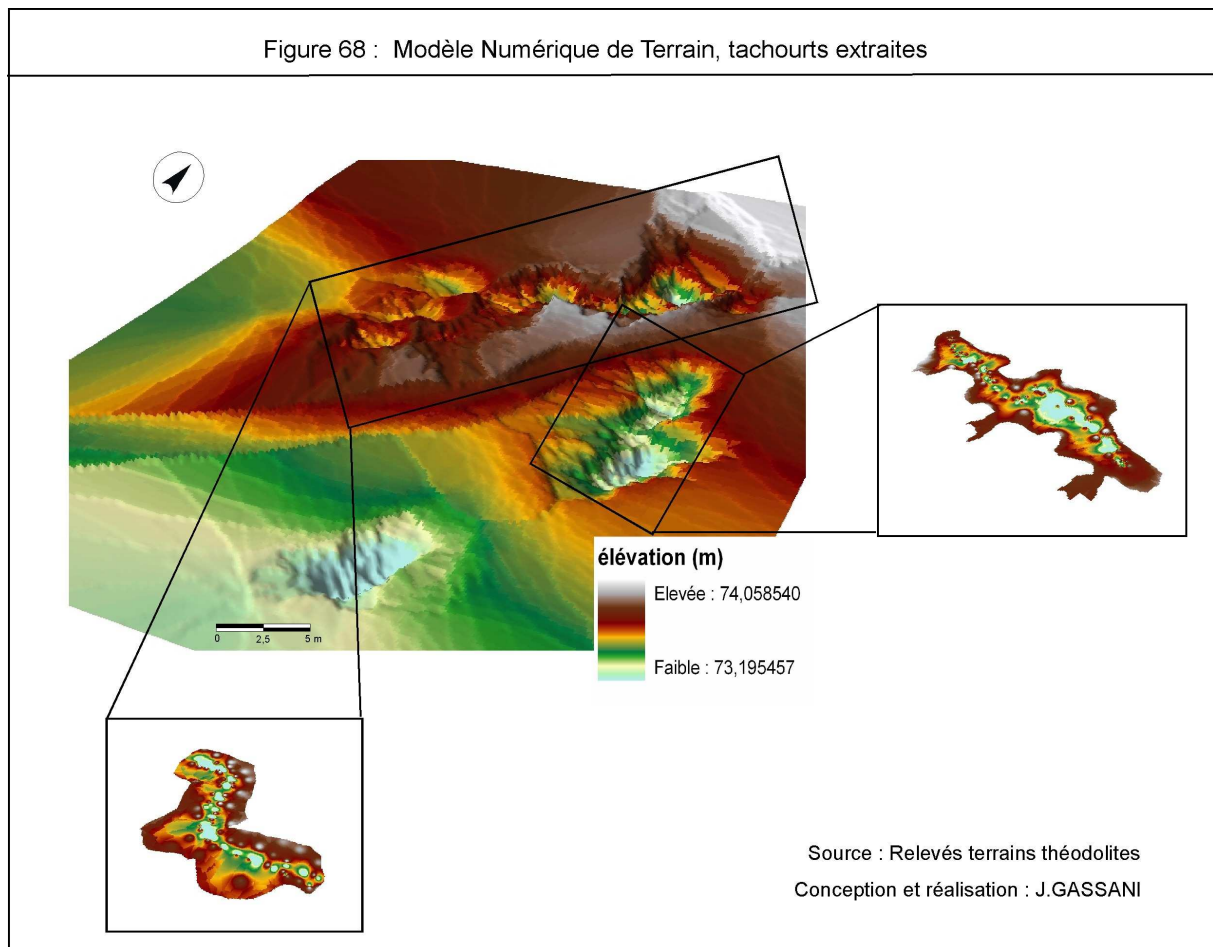 Figure 68 : Modèle Numérique de Terrain, tachourts extraites
élévation (m)
Elevée : 74,058540
Faible : 73,195457
0 2,5 5 m
Source : Relevés terrains théodolites
Conception et réalisation : J.GASSANI